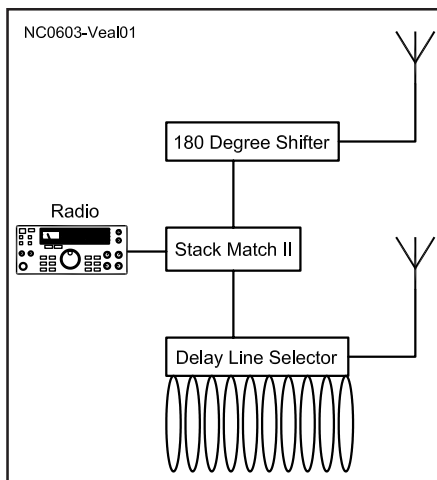 NC0603-Veal01
180 Degree Shifter
Radio
Stack Match II
Delay Line Selector